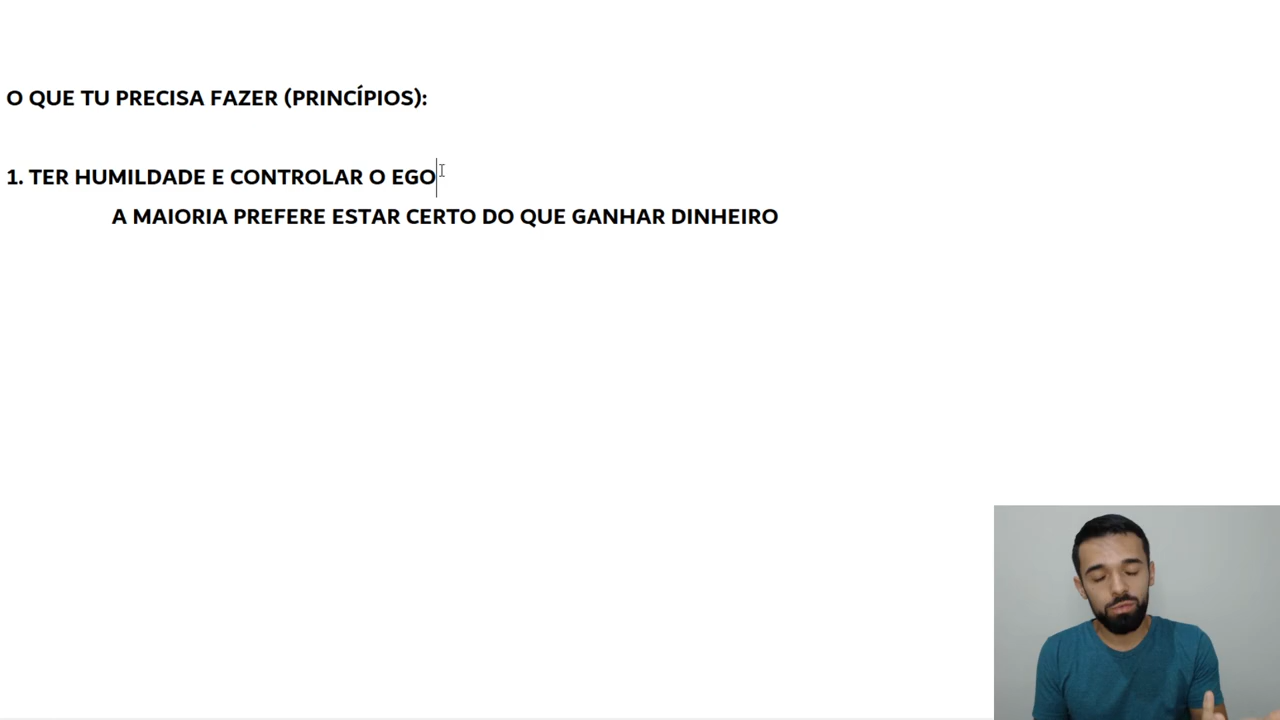 O QUE TU PRECISA FAZER (PRINCÍPIOS):
1. TER HUMILDADE E CONTROLAR O EGO
A MAIORIA PREFERE ESTAR CERTO DO QUE GANHAR DINHEIRO